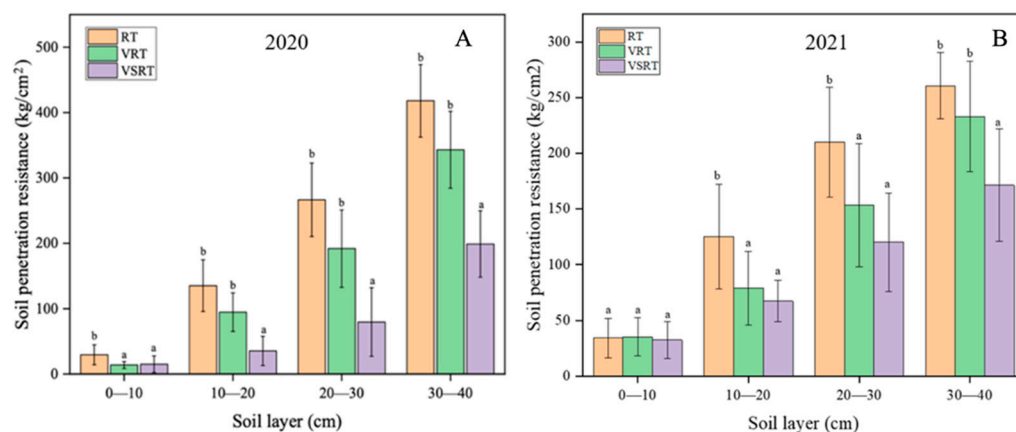 2020
A
RT
VRT
VSRT
Soil penetration resistance (kg/cm²)
500
400
300
200
100
0
b
a
a
b
b
a
b
b
a
b
b
a
0—10
10—20
20—30
30—40
Soil layer (cm)
2021
B
RT
VRT
VSRT
Soil penetration resistance (kg/cm2)
300
250
200
150
100
50
0
a
a
a
b
a
a
b
a
a
b
b
a
0—10
10—20
20—30
30—40
Soil layer (cm)